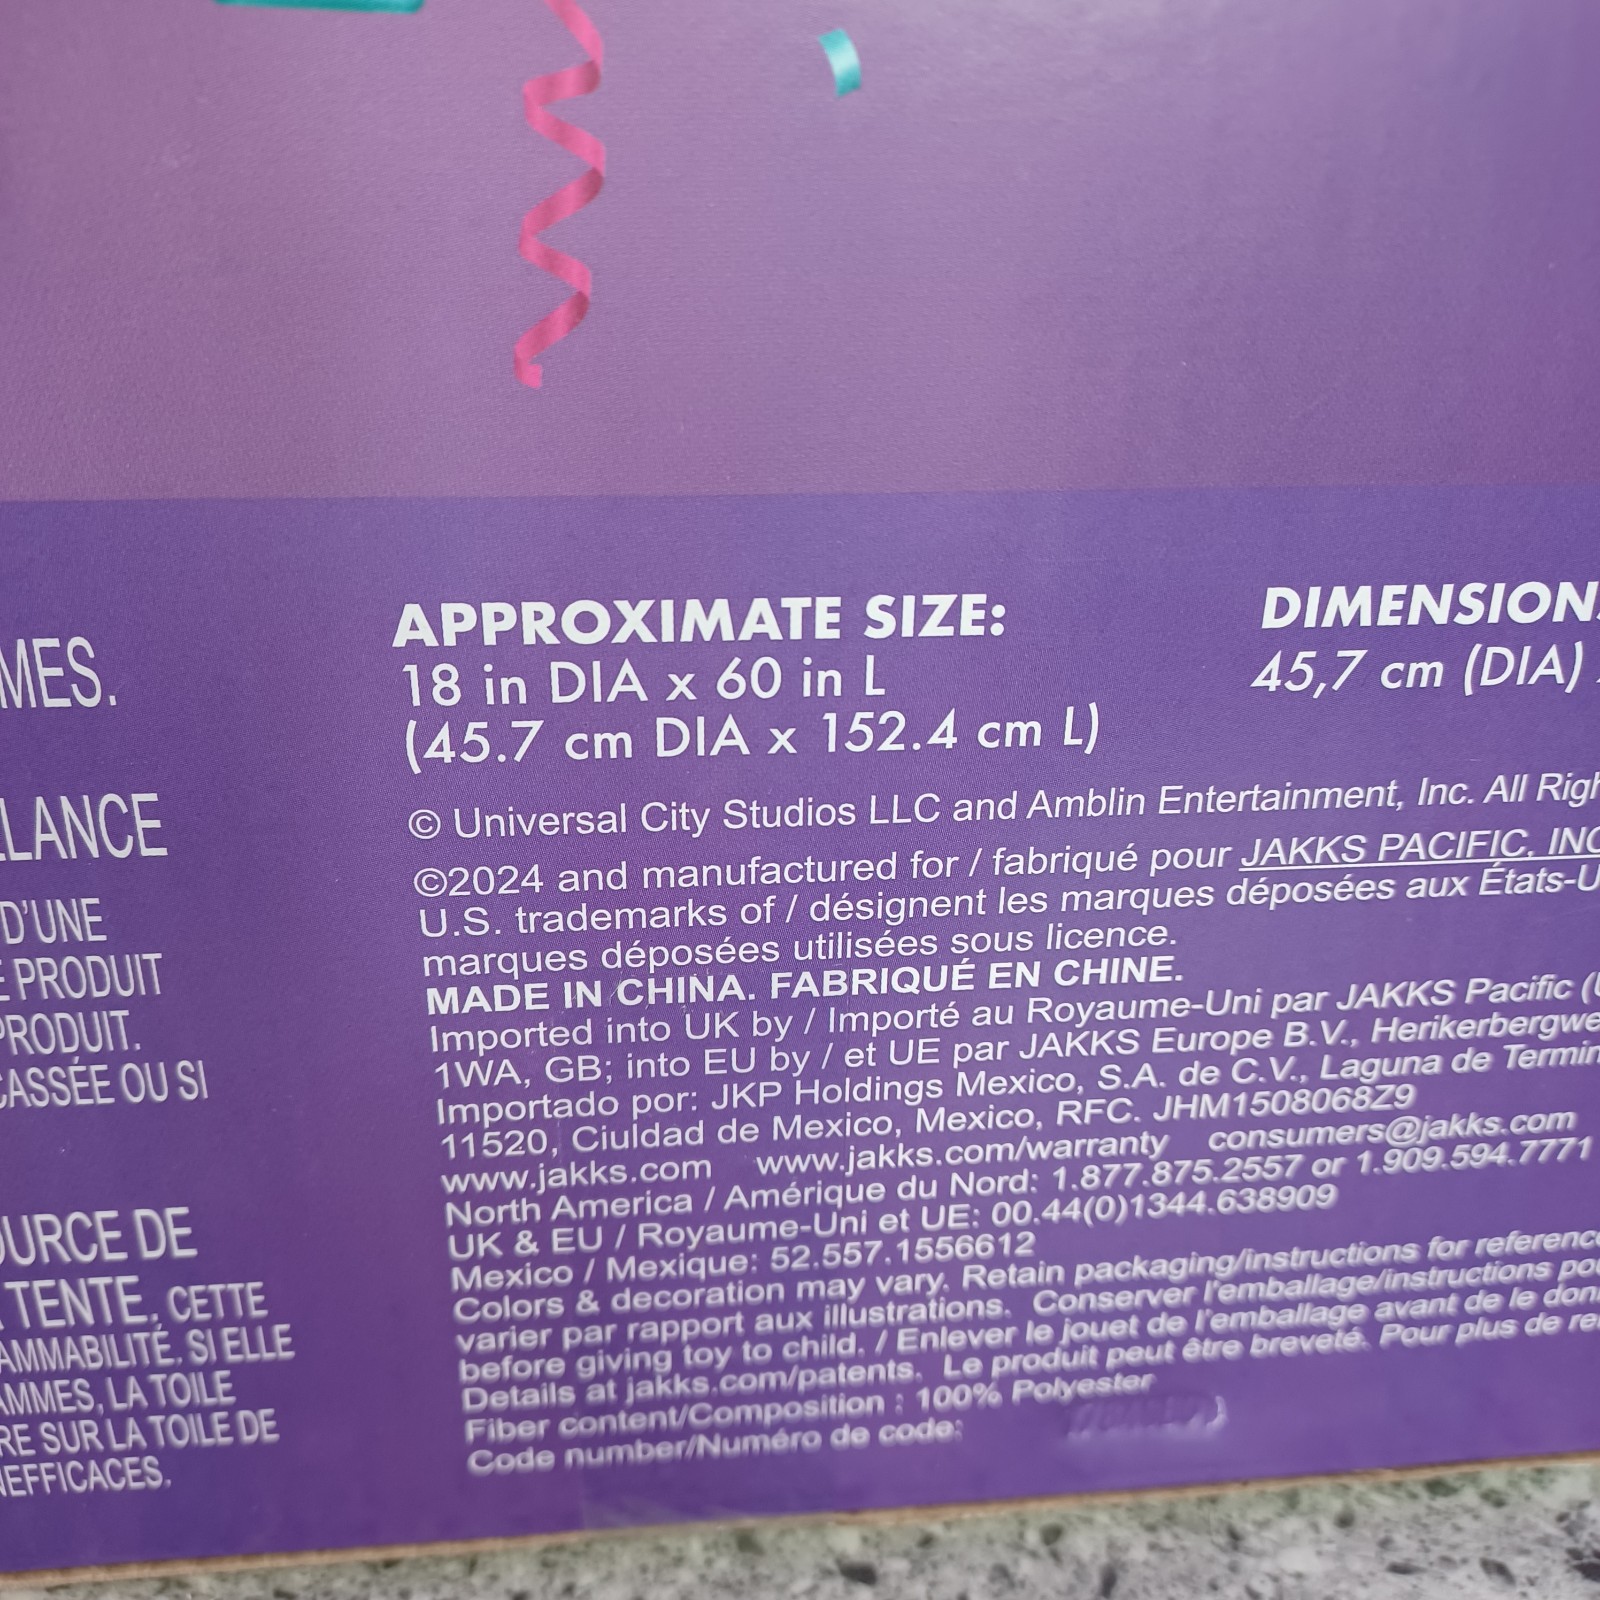 MES.
LANCE
D'UNE
E PRODUIT
PRODUIT.
CASSÉE OU SI
OURCE DE
TENTE. CETTE
AMMABILITÉ. SI ELLE
AMMES, LA TOILE
RE SUR LA TOILE DE
NEFFICACES.
APPROXIMATE SIZE:
18 in DIA x 60 in L
(45.7 cm DIA x 152.4 cm L)
DIMENSIONS
45,7 cm (DIA)
© Universal City Studios LLC and Amblin Entertainment, Inc. All Righ
©2024 and manufactured for / fabriqué pour JAKKS PACIFIC, INC
U.S. trademarks of / désignent les marques déposées aux États-U
marques déposées utilisées sous licence.
MADE IN CHINA. FABRIQUÉ EN CHINE.
Imported into UK by / Importé au Royaume-Uni par JAKKS Pacific (U
1WA, GB; into EU by / et UE par JAKKS Europe B.V., Herikerbergwe
Importado por: JKP Holdings Mexico, S.A. de C.V., Laguna de Termin
11520, Ciuldad de Mexico, Mexico, RFC. JHM1508068Z9
www.jakks.com www.jakks.com/warranty consumers@jakks.com
North America / Amérique du Nord: 1.877.875.2557 or 1.909.594.7771
UK & EU / Royaume-Uni et UE: 00.44(0)1344.638909
Mexico / Mexique: 52.557.1556612
Colors & decoration may vary. Retain packaging/instructions for reference
varier par rapport aux illustrations. Conserver l'emballage/instructions pou
before giving toy to child. / Enlever le jouet de l'emballage avant de le don
Details at jakks.com/patents. Le produit peut être breveté. Pour plus de re
Fiber content/Composition : 100% Polyester
Code number/Numéro de code: